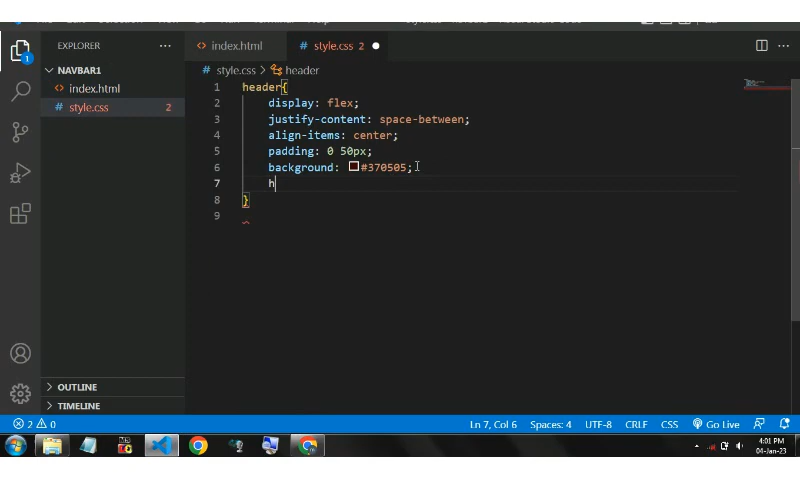 EXPLORER
index.html
style.css 2
NAVBAR1
style.css > header
index.html
style.css 2
1 header{
2 display: flex;
3 justify-content: space-between;
4 align-items: center;
5 padding: 0 50px;
6 background: #370505;
7 h
8 }
9
OUTLINE
TIMELINE
2 0 Ln 7, Col 6 Spaces: 4 UTF-8 CRLF CSS Go Live
4:01 PM
04-Jan-23